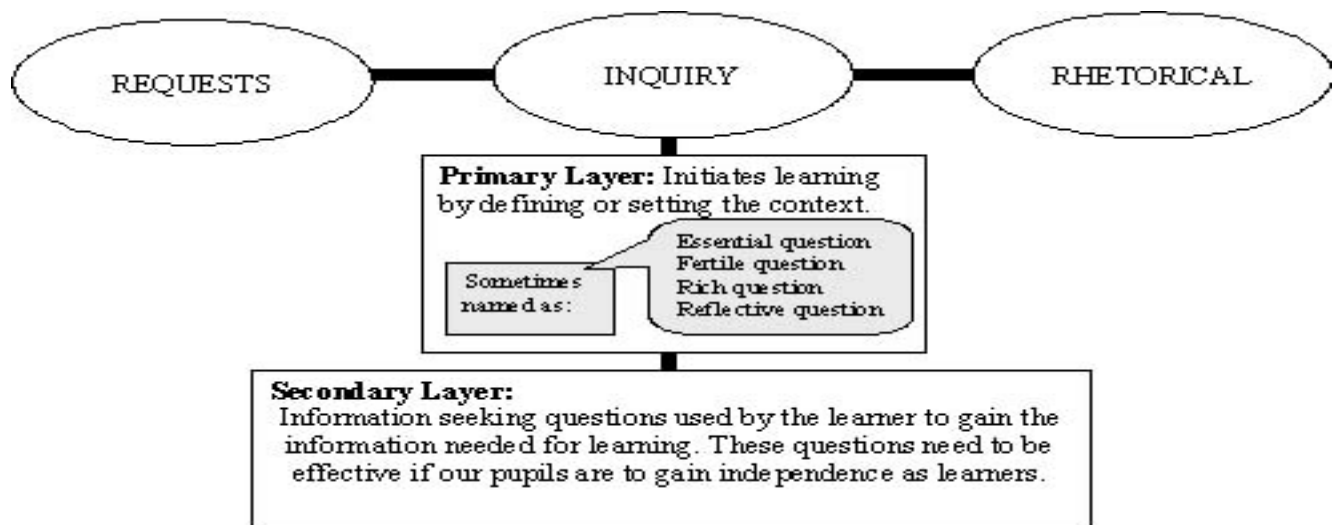 REQUESTS
INQUIRY
RHETORICAL
Primary Layer: Initiates learning
by defining or setting the context.
Sometimes
named as:
Essential question
Fertile question
Rich question
Reflective question
Secondary Layer:
Information seeking questions used by the learner to gain the
information needed for learning. These questions need to be
effective if our pupils are to gain independence as learners.